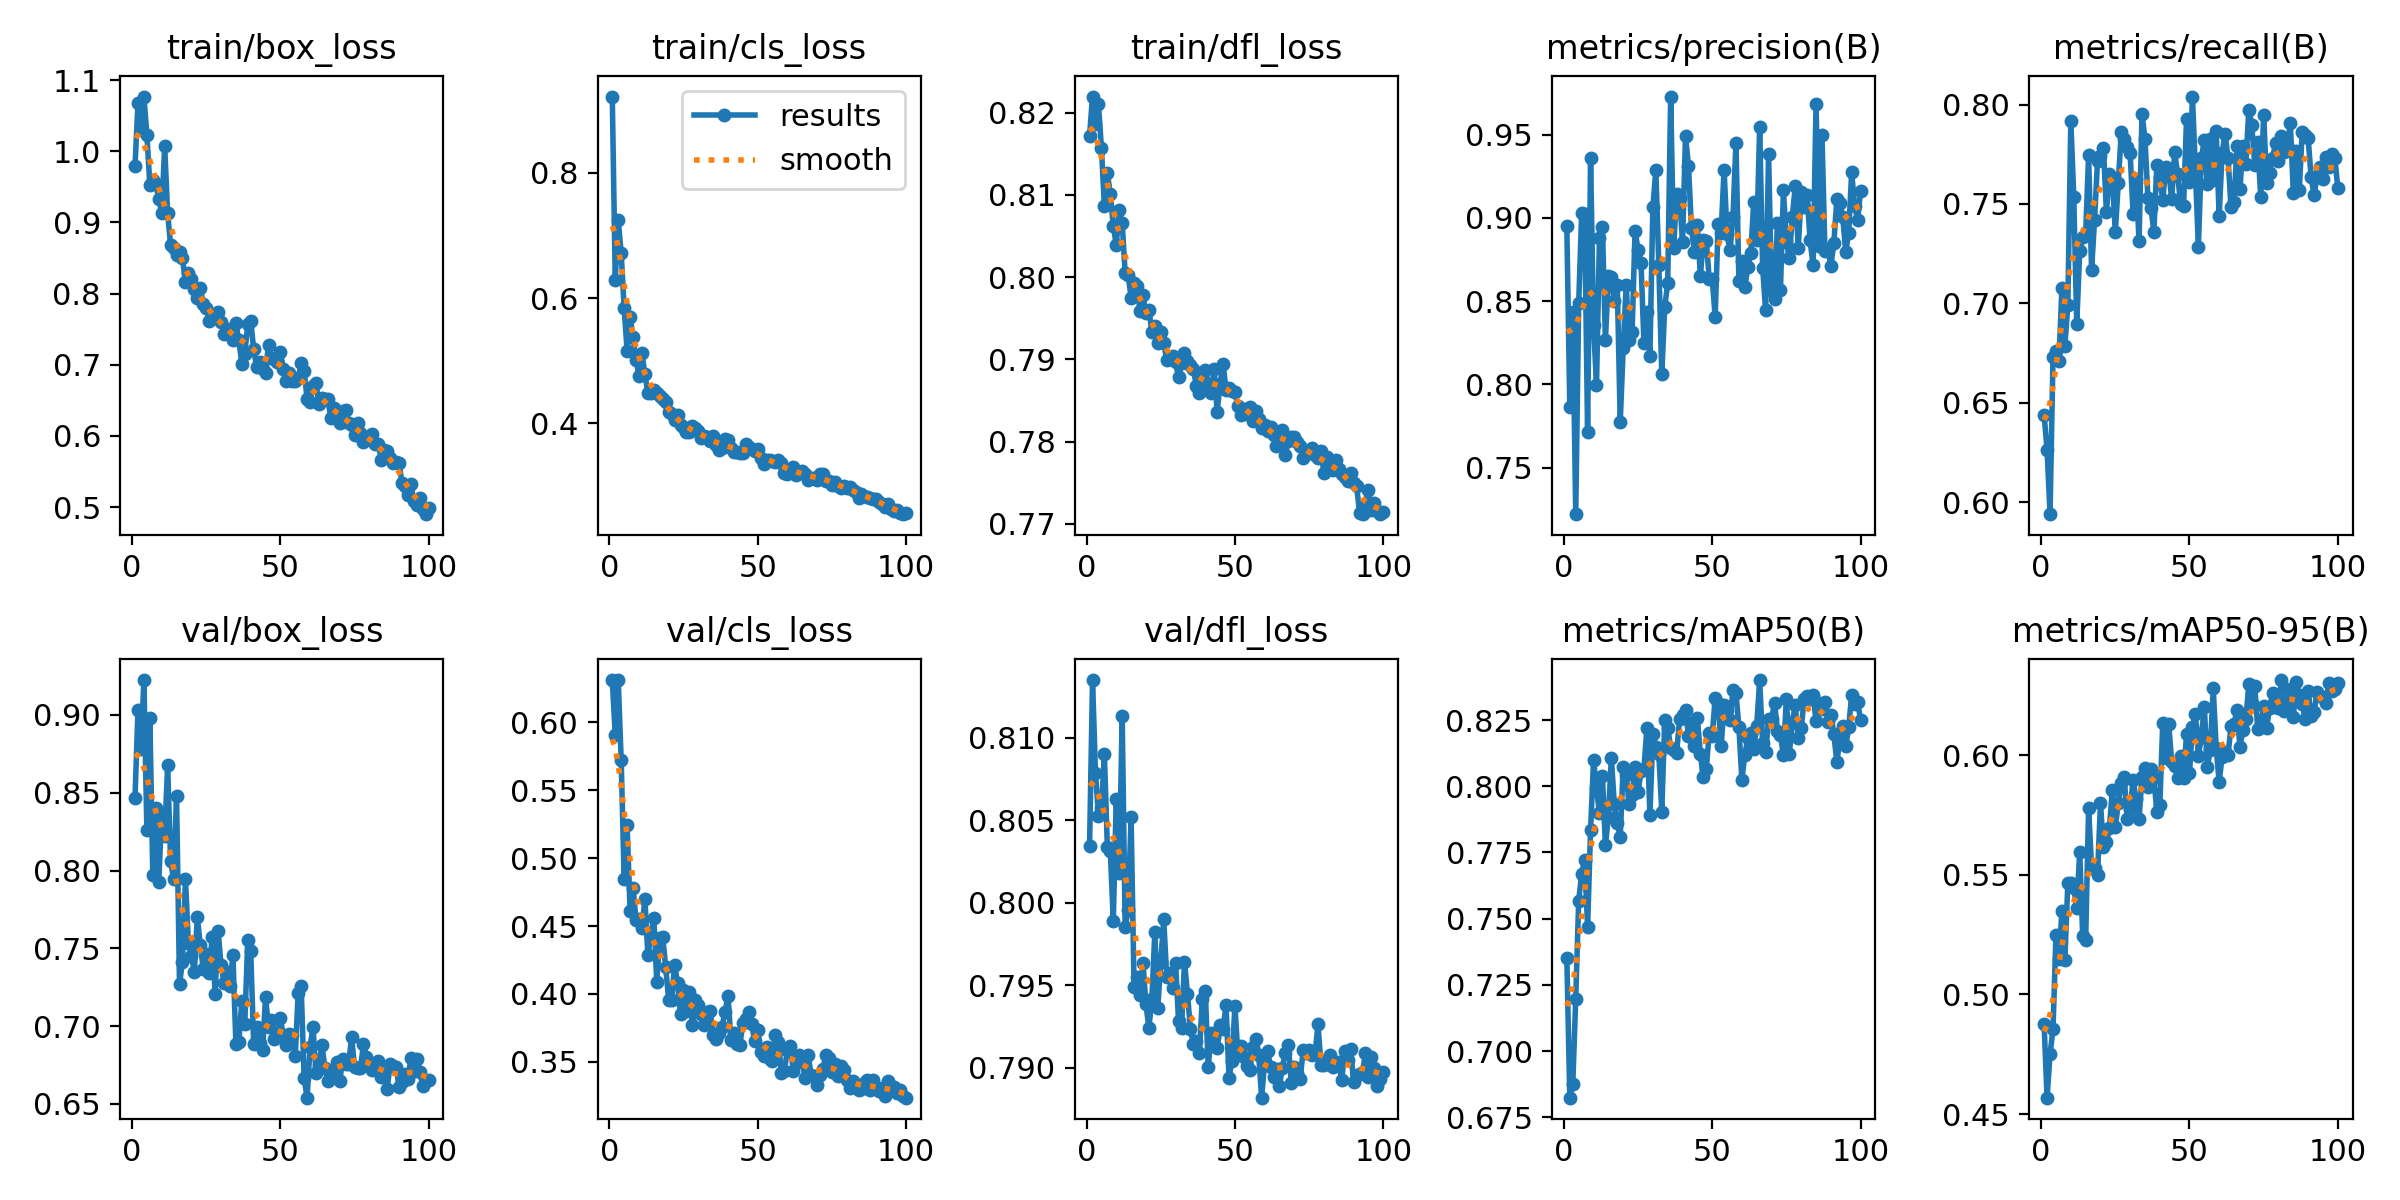 train/box_loss
1.1
1.0
0.9
0.8
0.7
0.6
0.5
0 50 100
train/cls_loss
results
smooth
0.8
0.6
0.4
0 50 100
train/dfl_loss
0.82
0.81
0.80
0.79
0.78
0.77
0 50 100
metrics/precision(B)
0.95
0.90
0.85
0.80
0.75
0 50 100
metrics/recall(B)
0.80
0.75
0.70
0.65
0.60
0 50 100
val/box_loss
0.90
0.85
0.80
0.75
0.70
0.65
0 50 100
val/cls_loss
0.60
0.55
0.50
0.45
0.40
0.35
0 50 100
val/dfl_loss
0.810
0.805
0.800
0.795
0.790
0 50 100
metrics/mAP50(B)
0.825
0.800
0.775
0.750
0.725
0.700
0.675
0 50 100
metrics/mAP50-95(B)
0.60
0.55
0.50
0.45
0 50 100